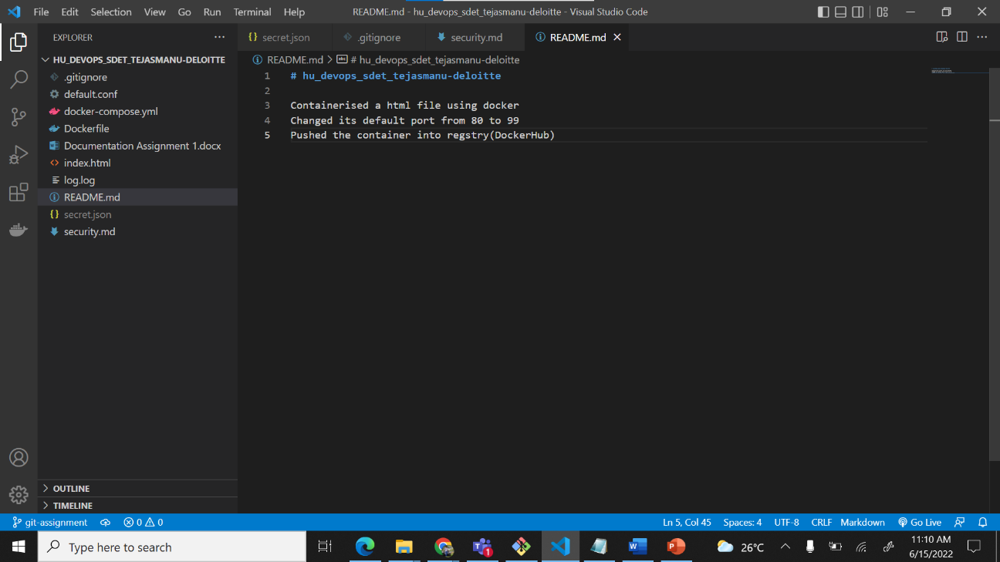 File Edit Selection View Go Run Terminal Help README.md - hu_devops_sdet_tejasmanu-deloitte - Visual Studio Code
EXPLORER
secret.json .gitignore security.md README.md
HU_DEVOPS_SDET_TEJASMANU-DELOITTE
.gitignore
default.conf
docker-compose.yml
Dockerfile
Documentation Assignment 1.docx
index.html
log.log
README.md
secret.json
security.md
OUTLINE
TIMELINE
README.md > # hu_devops_sdet_tejasmanu-deloitte
1 # hu_devops_sdet_tejasmanu-deloitte
2
3 Containerised a html file using docker
4 Changed its default port from 80 to 99
5 Pushed the container into regstry(DockerHub)
git-assignment 0 0 Ln 5, Col 45 Spaces: 4 UTF-8 CRLF Markdown Go Live
Type here to search
1
26°C
11:10 AM
6/15/2022